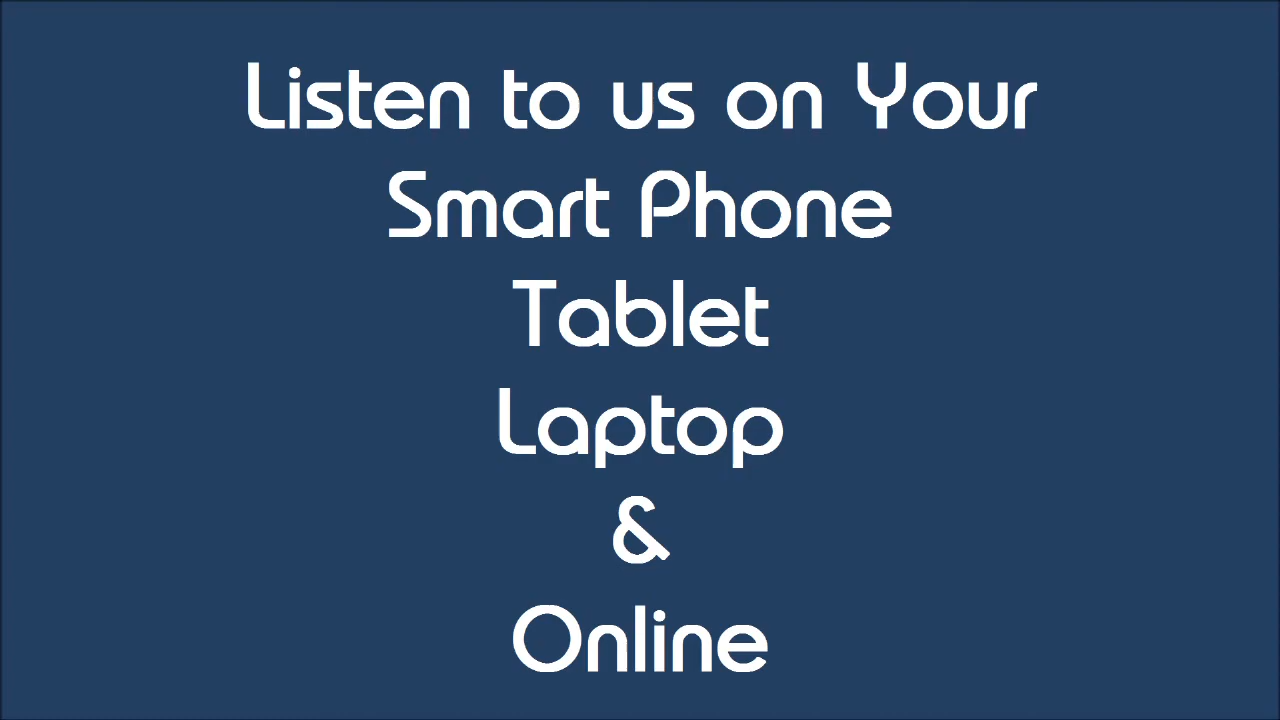 Listen to us on Your
Smart Phone
Tablet
Laptop
&
Online